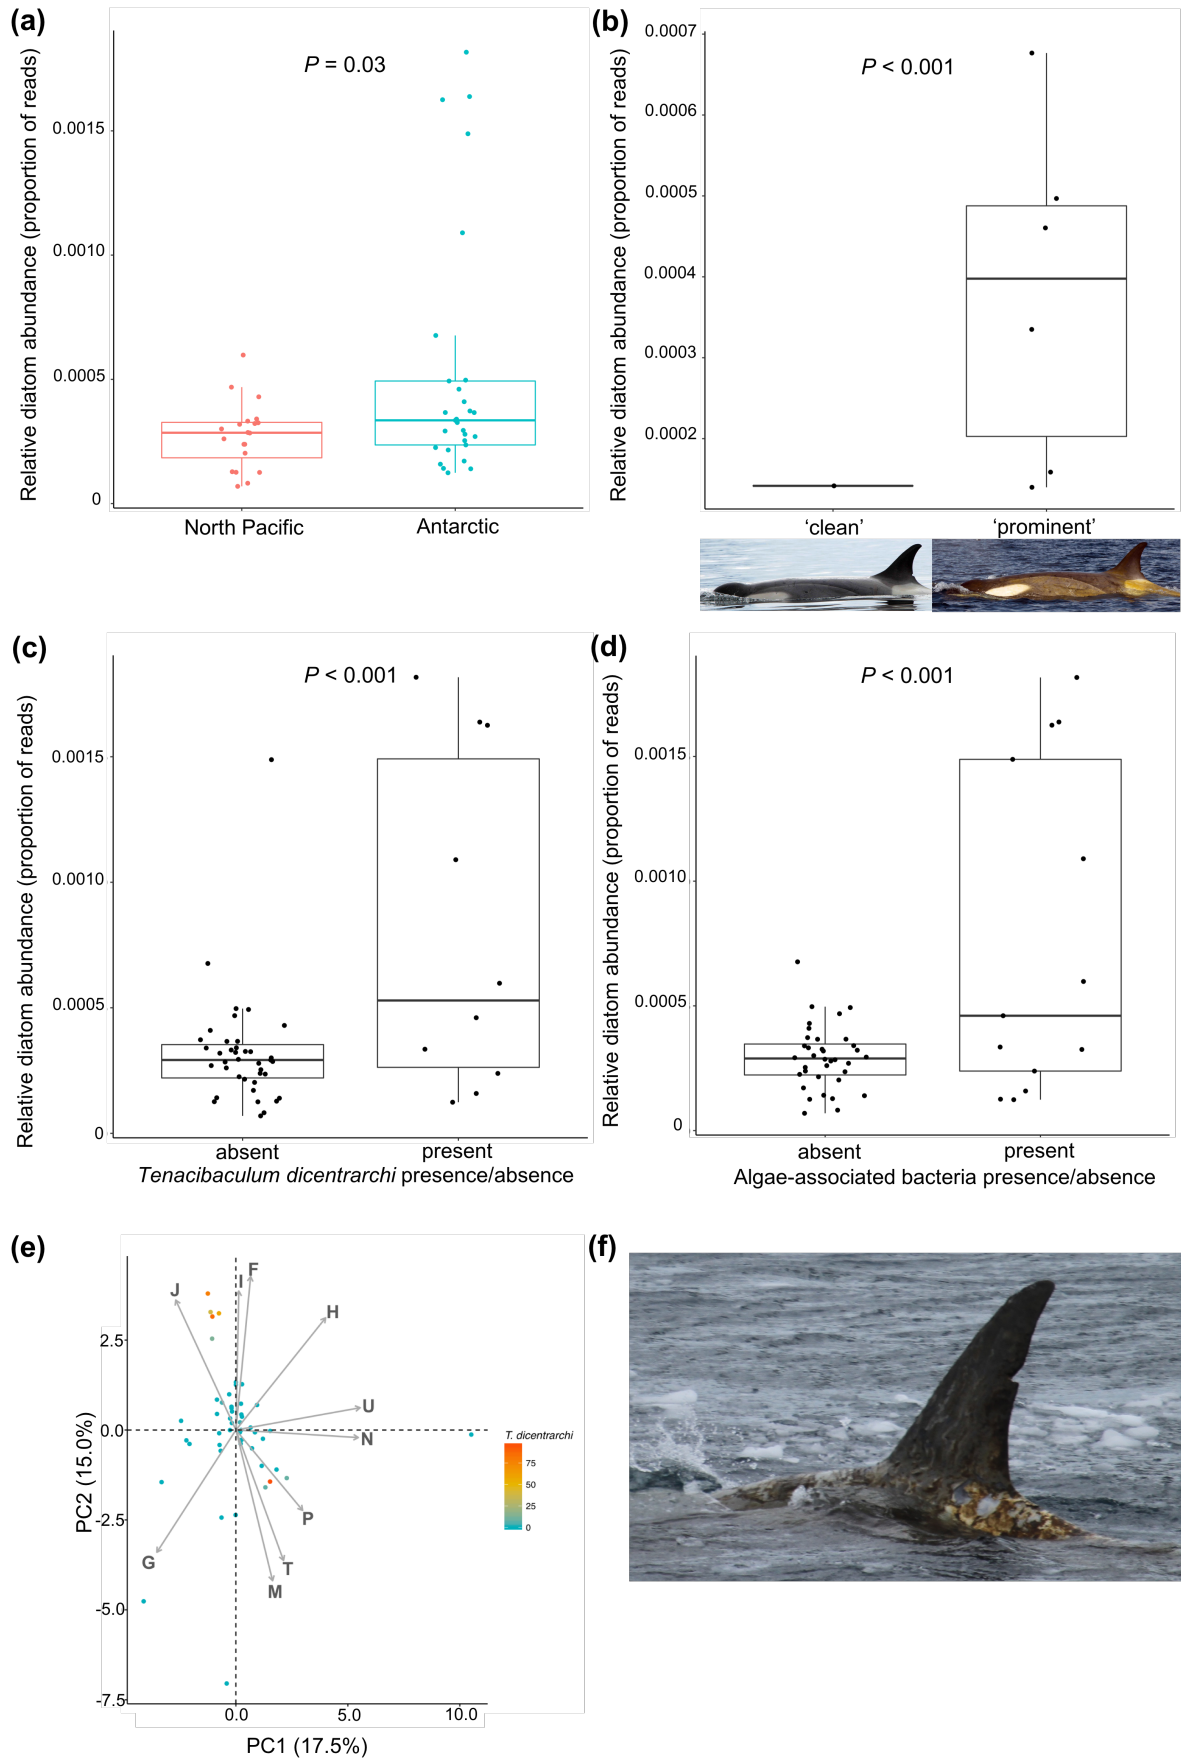 (a)
P = 0.03
Relative diatom abundance (proportion of reads)
0.0015
0.0010
0.0005
0
North Pacific
Antarctic
(b)
P < 0.001
Relative diatom abundance (proportion of reads)
0.0007
0.0006
0.0005
0.0004
0.0003
0.0002
‘clean’
‘prominent’
(c)
P < 0.001
Relative diatom abundance (proportion of reads)
0.0015
0.0010
0.0005
0
absent
present
Tenacibaculum dicentrarchi presence/absence
(d)
P < 0.001
Relative diatom abundance (proportion of reads)
0.0015
0.0010
0.0005
0
absent
present
Algae-associated bacteria presence/absence
(e)
PC2 (15.0%)
2.5
0.0
-2.5
-5.0
-7.5
J
I
F
H
U
N
P
T
M
G
0.0
5.0
10.0
PC1 (17.5%)
T. dicentrarchi
75
50
25
0
(f)